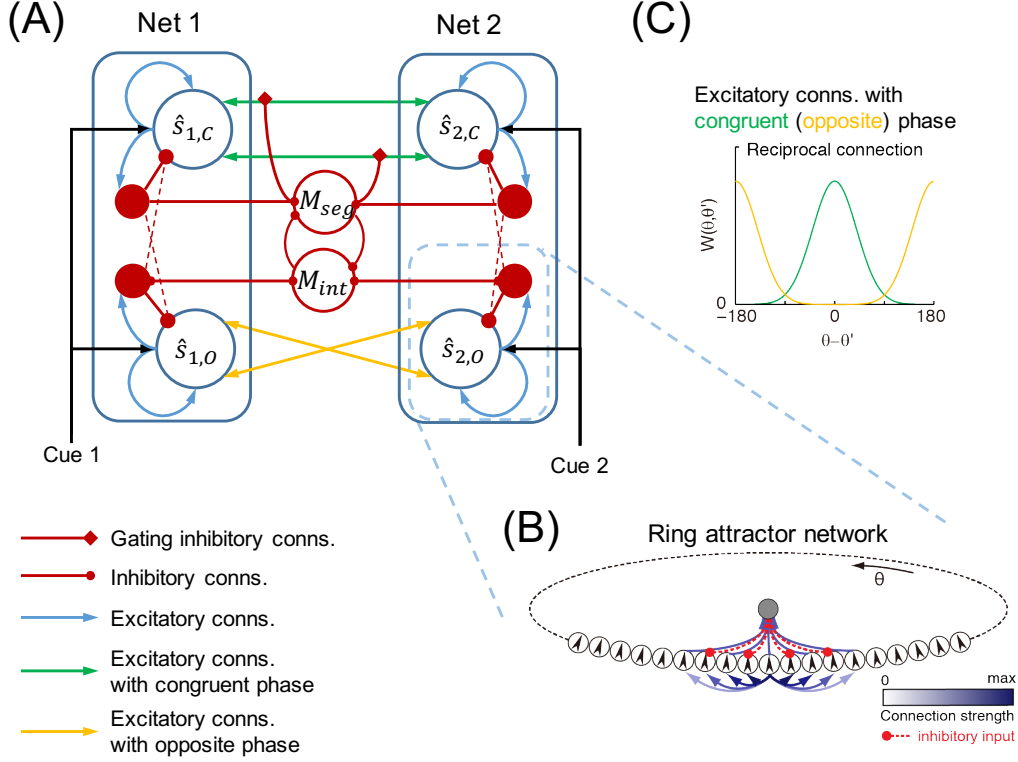 (A)
Net 1
Net 2
ŝ1,C
ŝ2,C
Mseg
Mint
ŝ1,O
ŝ2,O
Cue 1
Cue 2
Gating inhibitory conns.
Inhibitory conns.
Excitatory conns.
Excitatory conns.
with congruent phase
Excitatory conns.
with opposite phase
(C)
Excitatory conns. with
congruent (opposite) phase
Reciprocal connection
W(θ,θ')
0
−180
0
180
θ−θ'
(B)
Ring attractor network
θ
0
max
Connection strength
inhibitory input